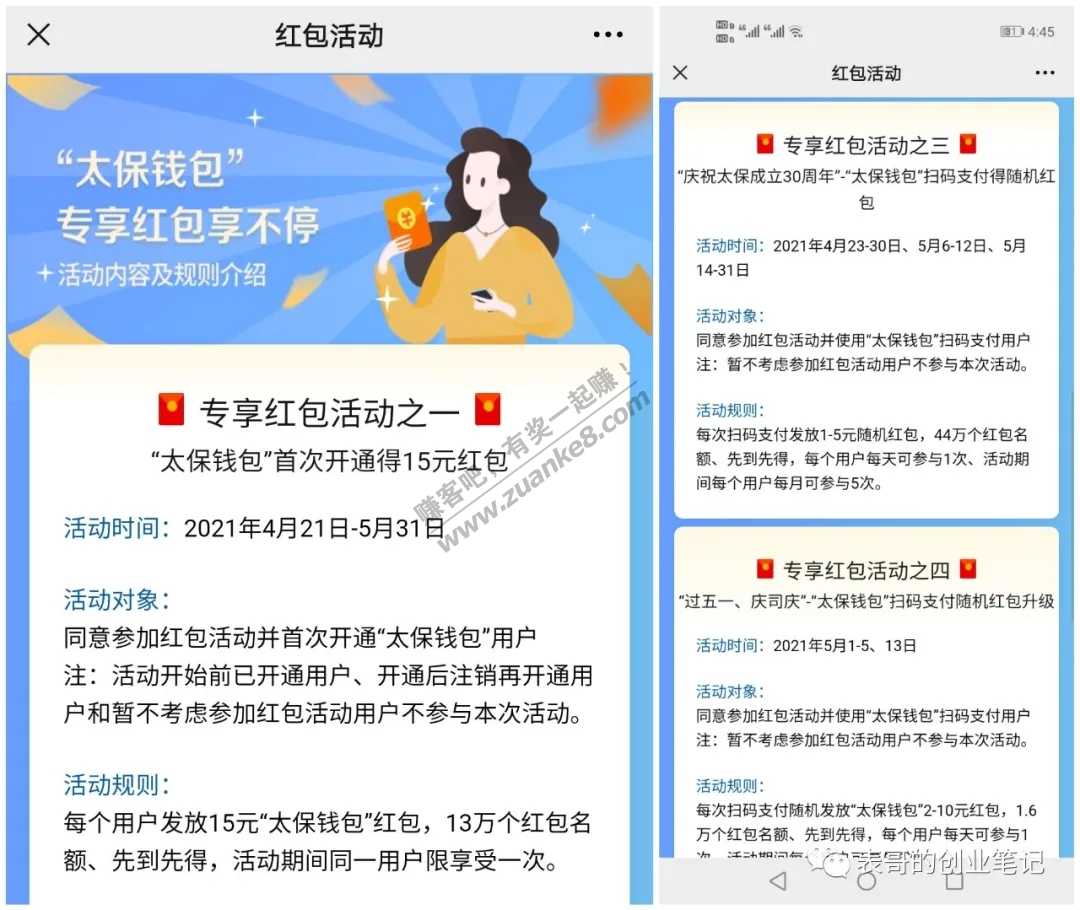 红包活动
“太保钱包”
专享红包享不停
活动内容及规则介绍
专享红包活动之一
“太保钱包”首次开通得15元红包
活动时间：2021年4月21日-5月31日
活动对象：
同意参加红包活动并首次开通“太保钱包”用户
注：活动开始前已开通用户、开通后注销再开通用
户和暂不考虑参加红包活动用户不参与本次活动。
活动规则：
每个用户发放15元“太保钱包”红包，13万个红包名
额、先到先得，活动期间同一用户限享受一次。
赚客吧，有奖一起赚！
www.zuanke8.com
4:45
红包活动
专享红包活动之三
“庆祝太保成立30周年”-“太保钱包”扫码支付得随机红
包
活动时间：2021年4月23-30日、5月6-12日、5月
14-31日
活动对象：
同意参加红包活动并使用“太保钱包”扫码支付用户
注：暂不考虑参加红包活动用户不参与本次活动。
活动规则：
每次扫码支付发放1-5元随机红包，44万个红包名
额、先到先得，每个用户每天可参与1次、活动期
间每个用户每月可参与5次。
专享红包活动之四
“过五一、庆司庆”-“太保钱包”扫码支付随机红包升级
活动时间：2021年5月1-5、13日
活动对象：
同意参加红包活动并使用“太保钱包”扫码支付用户
注：暂不考虑参加红包活动用户不参与本次活动。
活动规则：
每次扫码支付随机发放“太保钱包”2-10元红包，1.6
万个红包名额、先到先得，每个用户每天可参与1
次、活动期间每
表哥的创业笔记